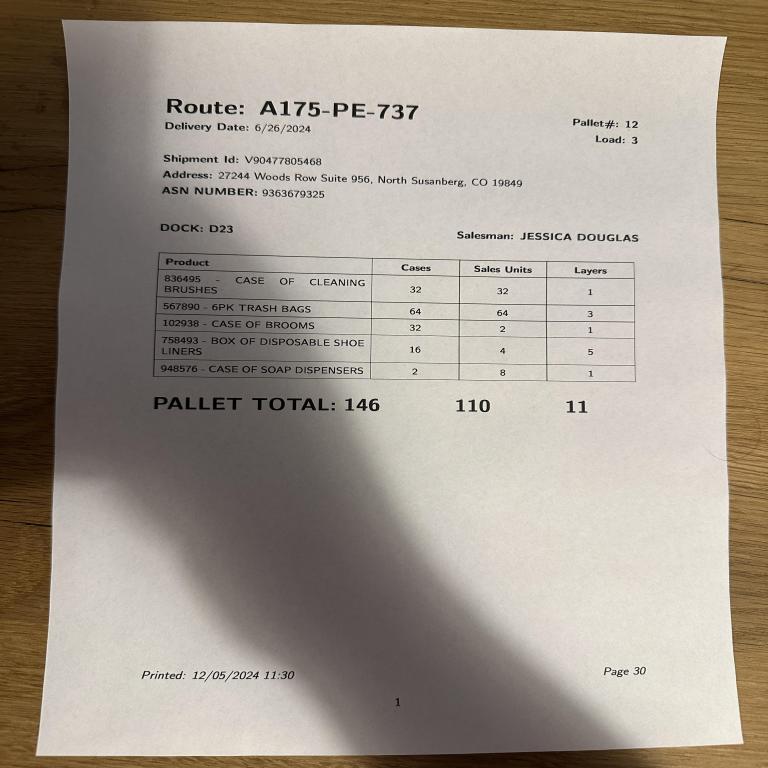 Route: A175-PE-737
Delivery Date: 6/26/2024
Pallet#: 12
Load: 3
Shipment Id: V90477805468
Address: 27244 Woods Row Suite 956, North Susanberg, CO 19849
ASN NUMBER: 9363679325
DOCK: D23
Salesman: JESSICA DOUGLAS
Product Cases Sales Units Layers
836495 - CASE OF CLEANING
BRUSHES 32 32 1
567890 - 6PK TRASH BAGS 64 64 3
102938 - CASE OF BROOMS 32 2 1
758493 - BOX OF DISPOSABLE SHOE
LINERS 16 4 5
948576 - CASE OF SOAP DISPENSERS 2 8 1
PALLET TOTAL: 146 110 11
Printed: 12/05/2024 11:30
Page 30
1